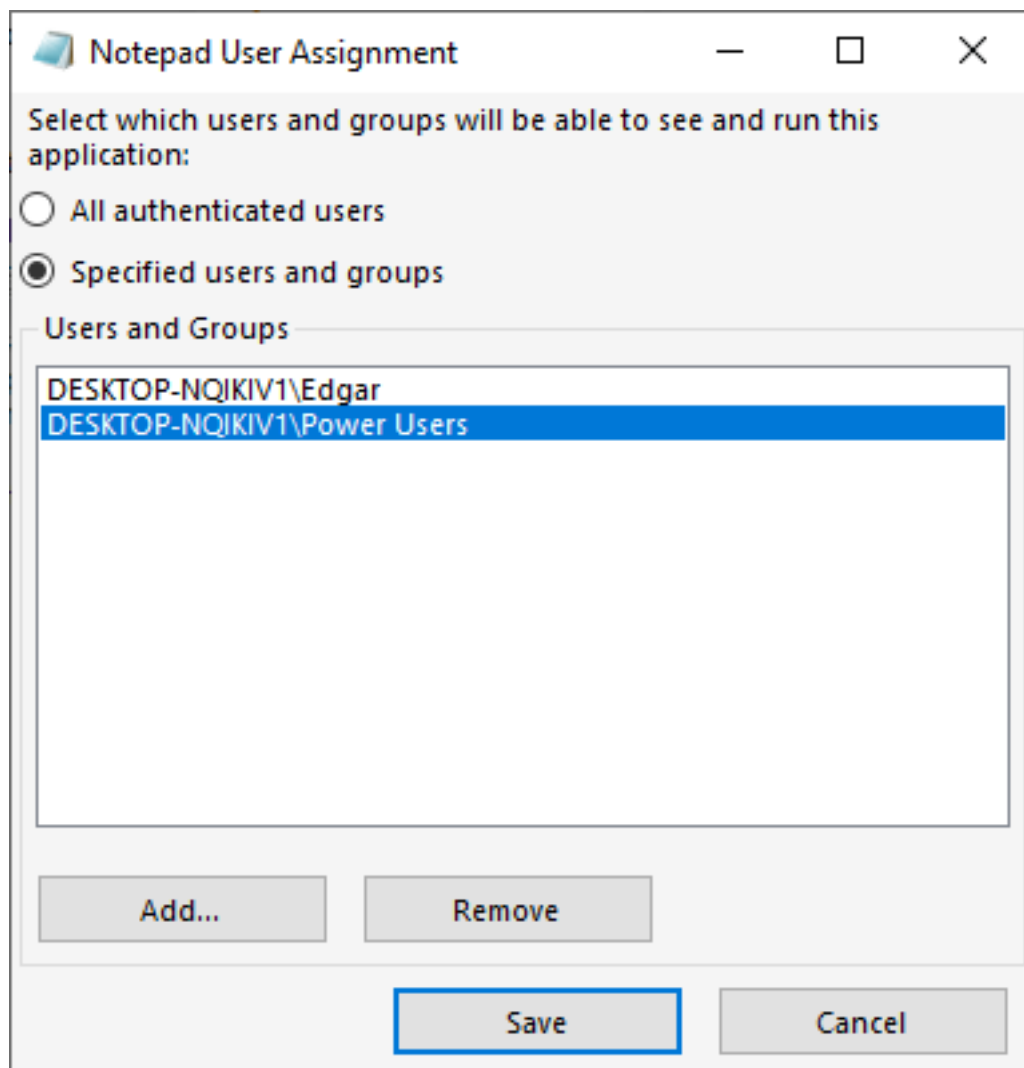 Notepad User Assignment
Select which users and groups will be able to see and run this
application:
All authenticated users
Specified users and groups
Users and Groups
DESKTOP-NQIKIV1\Edgar
DESKTOP-NQIKIV1\Power Users
Add...
Remove
Save
Cancel